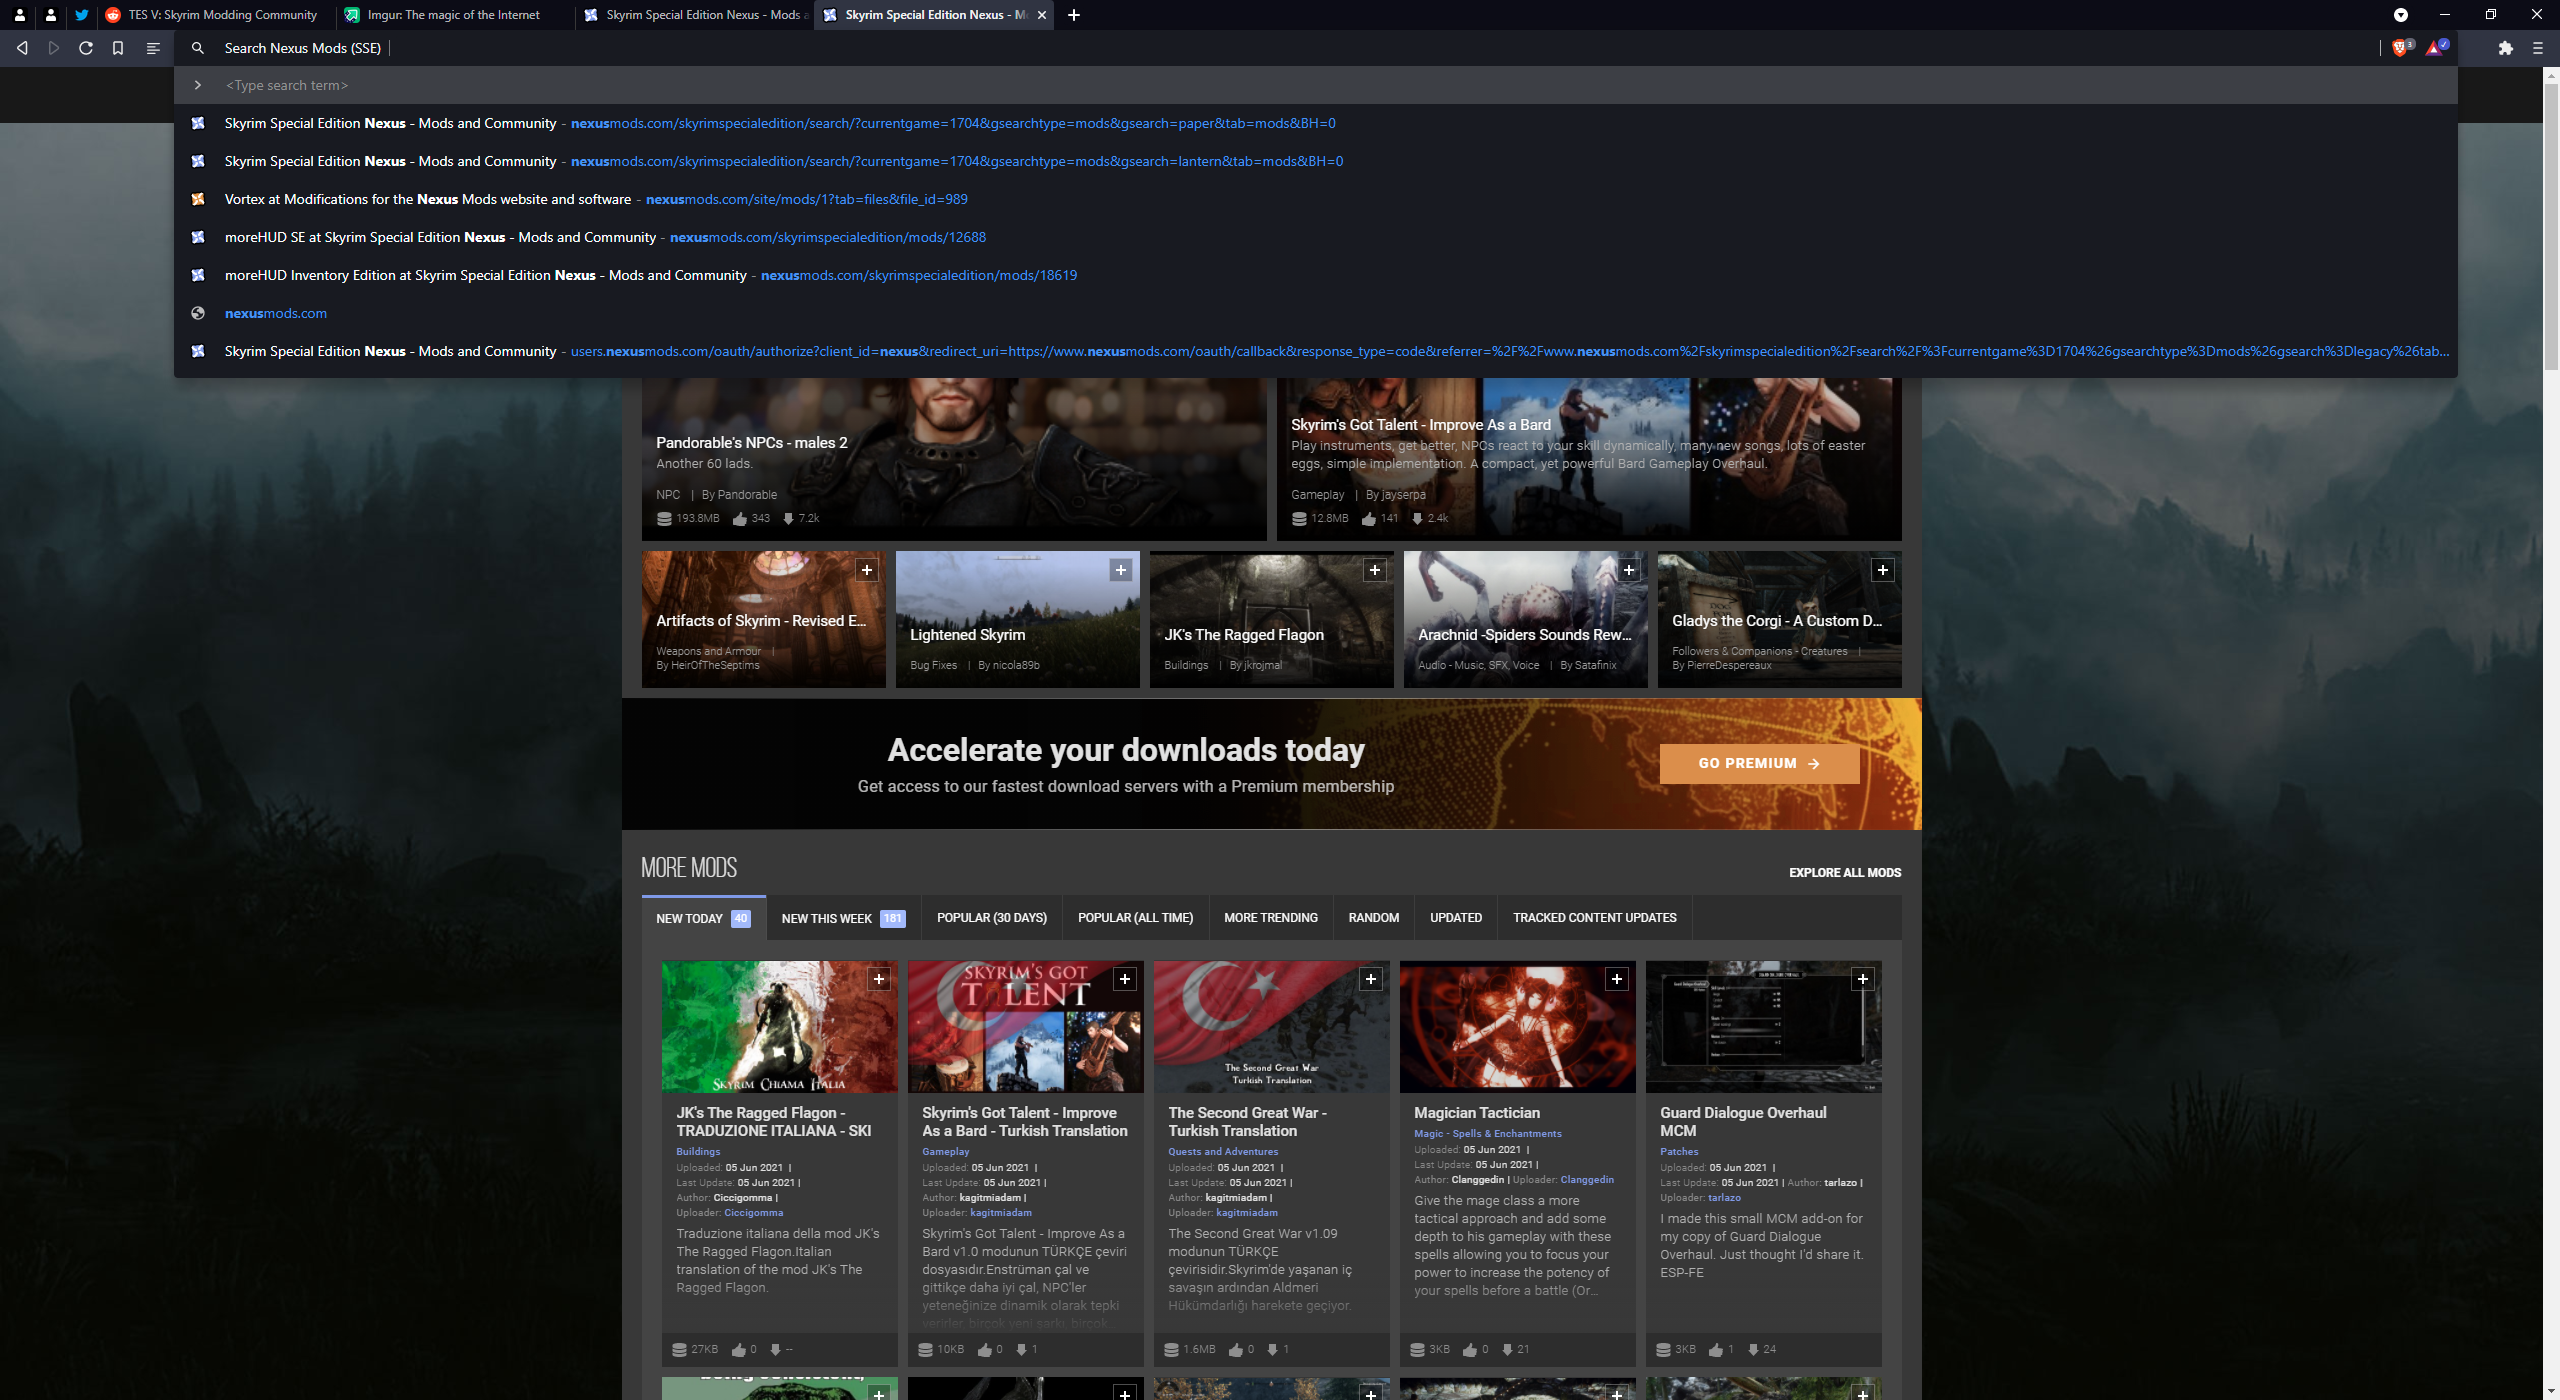 TES V: Skyrim Modding Community
Imgur: The magic of the Internet
Skyrim Special Edition Nexus - Mods a
Skyrim Special Edition Nexus - Mo
Search Nexus Mods (SSE)
3
<Type search term>
Skyrim Special Edition Nexus - Mods and Community - nexusmods.com/skyrimspecialedition/search/?currentgame=1704&gsearchtype=mods&gsearch=paper&tab=mods&BH=0
Skyrim Special Edition Nexus - Mods and Community - nexusmods.com/skyrimspecialedition/search/?currentgame=1704&gsearchtype=mods&gsearch=lantern&tab=mods&BH=0
Vortex at Modifications for the Nexus Mods website and software - nexusmods.com/site/mods/1?tab=files&file_id=989
moreHUD SE at Skyrim Special Edition Nexus - Mods and Community - nexusmods.com/skyrimspecialedition/mods/12688
moreHUD Inventory Edition at Skyrim Special Edition Nexus - Mods and Community - nexusmods.com/skyrimspecialedition/mods/18619
nexusmods.com
Skyrim Special Edition Nexus - Mods and Community - users.nexusmods.com/oauth/authorize?client_id=nexus&redirect_uri=https://www.nexusmods.com/oauth/callback&response_type=code&referrer=%2F%2Fwww.nexusmods.com%2Fskyrimspecialedition%2Fsearch%2F%3Fcurrentgame%3D1704%26gsearchtype%3Dmods%26gsearch%3Dlegacy%26tab...
Pandorable's NPCs - males 2
Another 60 lads.
NPC | By Pandorable
193.8MB 343 7.2k
Skyrim's Got Talent - Improve As a Bard
Play instruments, get better, NPCs react to your skill dynamically, many new songs, lots of easter
eggs, simple implementation. A compact, yet powerful Bard Gameplay Overhaul.
Gameplay | By jayserpa
12.8MB 141 2.4k
Artifacts of Skyrim - Revised E...
Weapons and Armour |
By HeirOfTheSeptims
Lightened Skyrim
Bug Fixes | By nicola89b
JK's The Ragged Flagon
Buildings | By jkrojmal
Arachnid -Spiders Sounds Rew...
Audio - Music, SFX, Voice | By Satafinix
Gladys the Corgi - A Custom D...
Followers & Companions - Creatures |
By PierreDespereaux
Accelerate your downloads today
Get access to our fastest download servers with a Premium membership
GO PREMIUM
MORE MODS
EXPLORE ALL MODS
NEW TODAY 40 NEW THIS WEEK 181 POPULAR (30 DAYS) POPULAR (ALL TIME) MORE TRENDING RANDOM UPDATED TRACKED CONTENT UPDATES
SKYRIM CHIAMA ITALIA
JK's The Ragged Flagon -
TRADUZIONE ITALIANA - SKI
Buildings
Uploaded: 05 Jun 2021 |
Last Update: 05 Jun 2021 |
Author: Ciccigomma |
Uploader: Ciccigomma
Traduzione italiana della mod JK's
The Ragged Flagon.Italian
translation of the mod JK's The
Ragged Flagon.
27KB 0 --
SKYRIM'S GOT
TALENT
Skyrim's Got Talent - Improve
As a Bard - Turkish Translation
Gameplay
Uploaded: 05 Jun 2021 |
Last Update: 05 Jun 2021 |
Author: kagitmiadam |
Uploader: kagitmiadam
Skyrim's Got Talent - Improve As a
Bard v1.0 modunun TÜRKÇE çeviri
dosyasıdır.Enstrüman çal ve
gittikçe daha iyi çal, NPC'ler
yeteneğinize dinamik olarak tepki
verirler, birçok yeni şarkı, birçok...
10KB 0 1
The Second Great War
Turkish Translation
The Second Great War -
Turkish Translation
Quests and Adventures
Uploaded: 05 Jun 2021 |
Last Update: 05 Jun 2021 |
Author: kagitmiadam |
Uploader: kagitmiadam
The Second Great War v1.09
modunun TÜRKÇE
çevirisidir.Skyrim'de yaşanan iç
savaşın ardından Aldmeri
Hükümdarlığı harekete geçiyor.
1.6MB 0 1
Magician Tactician
Magic - Spells & Enchantments
Uploaded: 05 Jun 2021 |
Last Update: 05 Jun 2021 |
Author: Clanggedin | Uploader: Clanggedin
Give the mage class a more
tactical approach and add some
depth to his gameplay with these
spells allowing you to focus your
power to increase the potency of
your spells before a battle (Or...
3KB 0 21
Guard Dialogue Overhaul
MCM
Patches
Uploaded: 05 Jun 2021 |
Last Update: 05 Jun 2021 | Author: tarlazo |
Uploader: tarlazo
I made this small MCM add-on for
my copy of Guard Dialogue
Overhaul. Just thought I'd share it.
ESP-FE
3KB 1 24